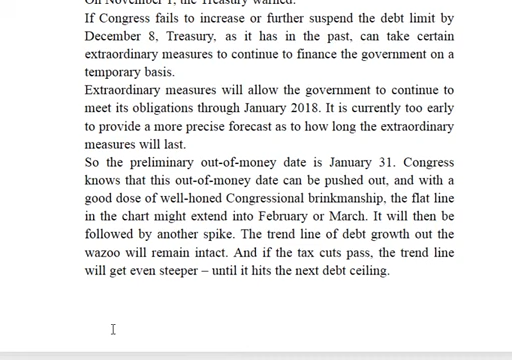 On November 1, the Treasury warned:
If Congress fails to increase or further suspend the debt limit by
December 8, Treasury, as it has in the past, can take certain
extraordinary measures to continue to finance the government on a
temporary basis.
Extraordinary measures will allow the government to continue to
meet its obligations through January 2018. It is currently too early
to provide a more precise forecast as to how long the extraordinary
measures will last.
So the preliminary out-of-money date is January 31. Congress
knows that this out-of-money date can be pushed out, and with a
good dose of well-honed Congressional brinkmanship, the flat line
in the chart might extend into February or March. It will then be
followed by another spike. The trend line of debt growth out the
wazoo will remain intact. And if the tax cuts pass, the trend line
will get even steeper – until it hits the next debt ceiling.